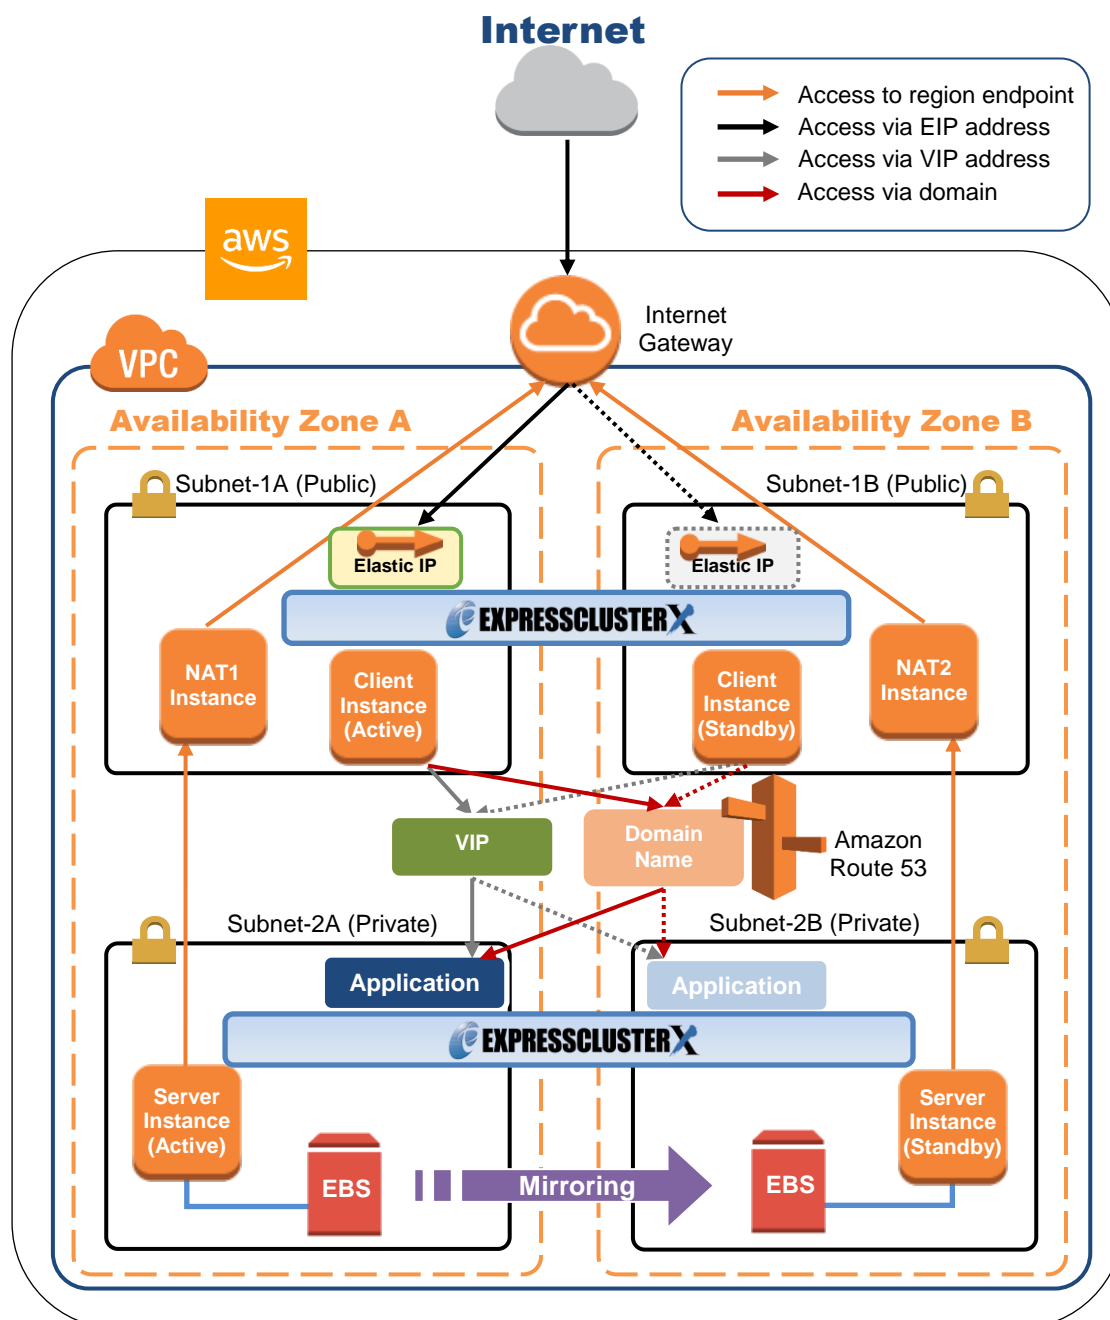 Internet
Access to region endpoint
Access via EIP address
Access via VIP address
Access via domain
aws
Internet
Gateway
VPC
Availability Zone A
Availability Zone B
Subnet-1A (Public)
Subnet-1B (Public)
Elastic IP
Elastic IP
EXPRESSCLUSTER X
NAT1
Instance
Client
Instance
(Active)
Client
Instance
(Standby)
NAT2
Instance
VIP
Domain
Name
Amazon
Route 53
Subnet-2A (Private)
Subnet-2B (Private)
Application
Application
EXPRESSCLUSTER X
Server
Instance
(Active)
Server
Instance
(Standby)
EBS
Mirroring
EBS